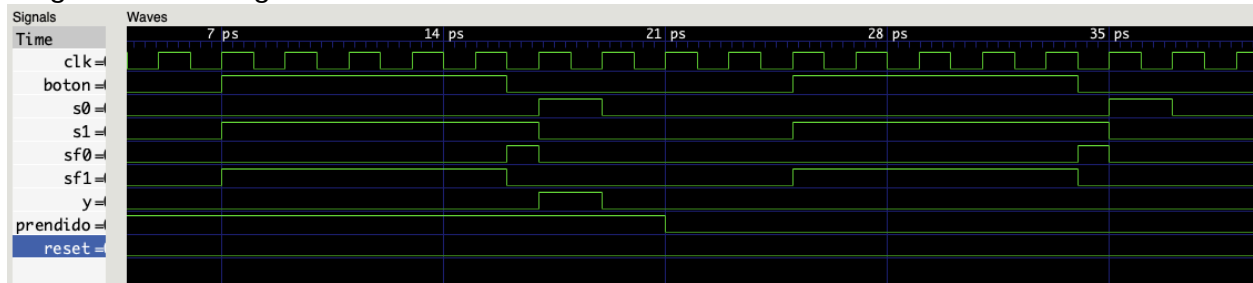 Signals
Waves
Time
7 ps
14 ps
21 ps
28 ps
35 ps
clk=
boton=
s0=
s1=
sf0=
sf1=
y=
prendido=
reset=